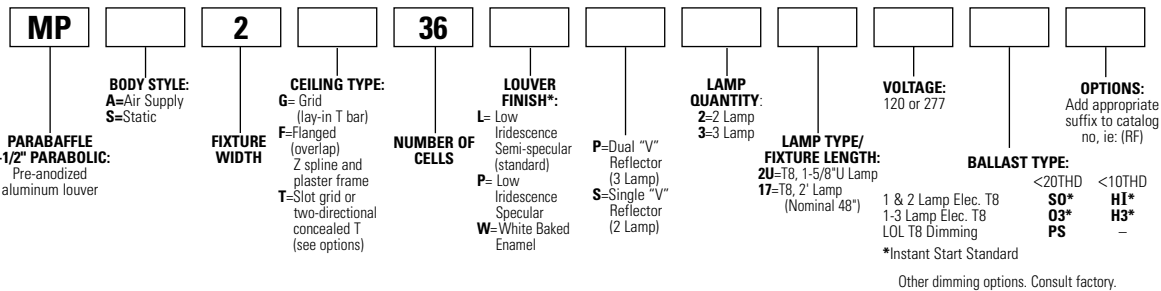 MP
2
36
PARABAFFLE
-1/2" PARABOLIC:
Pre-anodized
aluminum louver
BODY STYLE:
A=Air Supply
S=Static
FIXTURE
WIDTH
CEILING TYPE:
G= Grid
(lay-in T bar)
F=Flanged
(overlap)
Z spline and
plaster frame
T=Slot grid or
two-directional
concealed T
(see options)
NUMBER OF
CELLS
LOUVER
FINISH*:
L= Low
Iridescence
Semi-specular
(standard)
P= Low
Iridescence
Specular
W=White Baked
Enamel
P=Dual "V"
Reflector
(3 Lamp)
S=Single "V"
Reflector
(2 Lamp)
LAMP
QUANTITY:
2=2 Lamp
3=3 Lamp
LAMP TYPE/
FIXTURE LENGTH:
2U=T8, 1-5/8"U Lamp
17=T8, 2' Lamp
(Nominal 48")
VOLTAGE:
120 or 277
BALLAST TYPE:
<20THD <10THD
1 & 2 Lamp Elec. T8 SO* HI*
1-3 Lamp Elec. T8 O3* H3*
LOL T8 Dimming PS –
*Instant Start Standard
Other dimming options. Consult factory.
OPTIONS:
Add appropriate
suffix to catalog
no, ie: (RF)